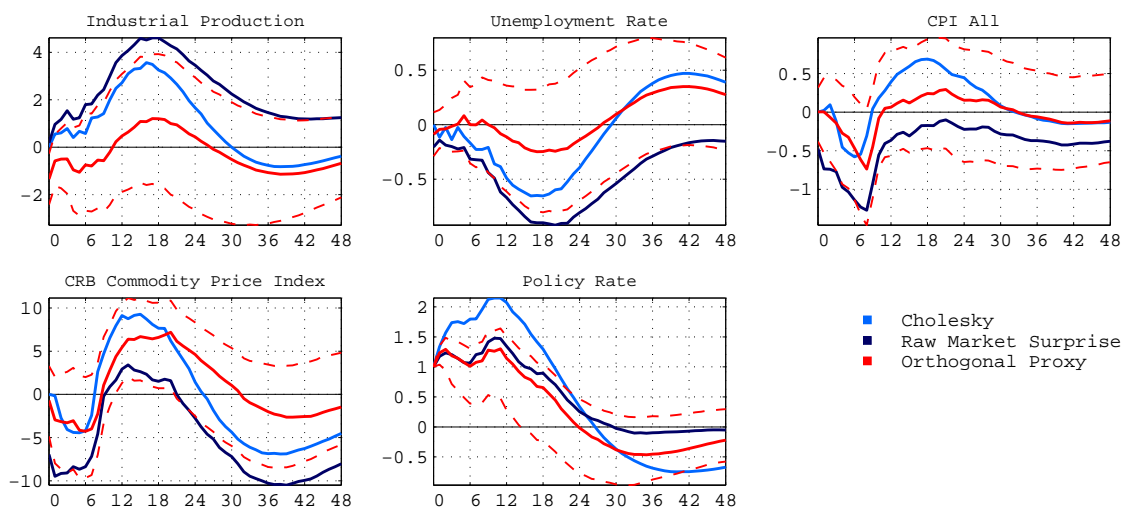 Industrial Production
Unemployment Rate
CPI All
4
2
0
−2
0 6 12 18 24 30 36 42 48
0.5
0
−0.5
0 6 12 18 24 30 36 42 48
0.5
0
−0.5
−1
0 6 12 18 24 30 36 42 48
CRB Commodity Price Index
Policy Rate
10
5
0
−5
−10
0 6 12 18 24 30 36 42 48
2
1.5
1
0.5
0
−0.5
0 6 12 18 24 30 36 42 48
Cholesky
Raw Market Surprise
Orthogonal Proxy